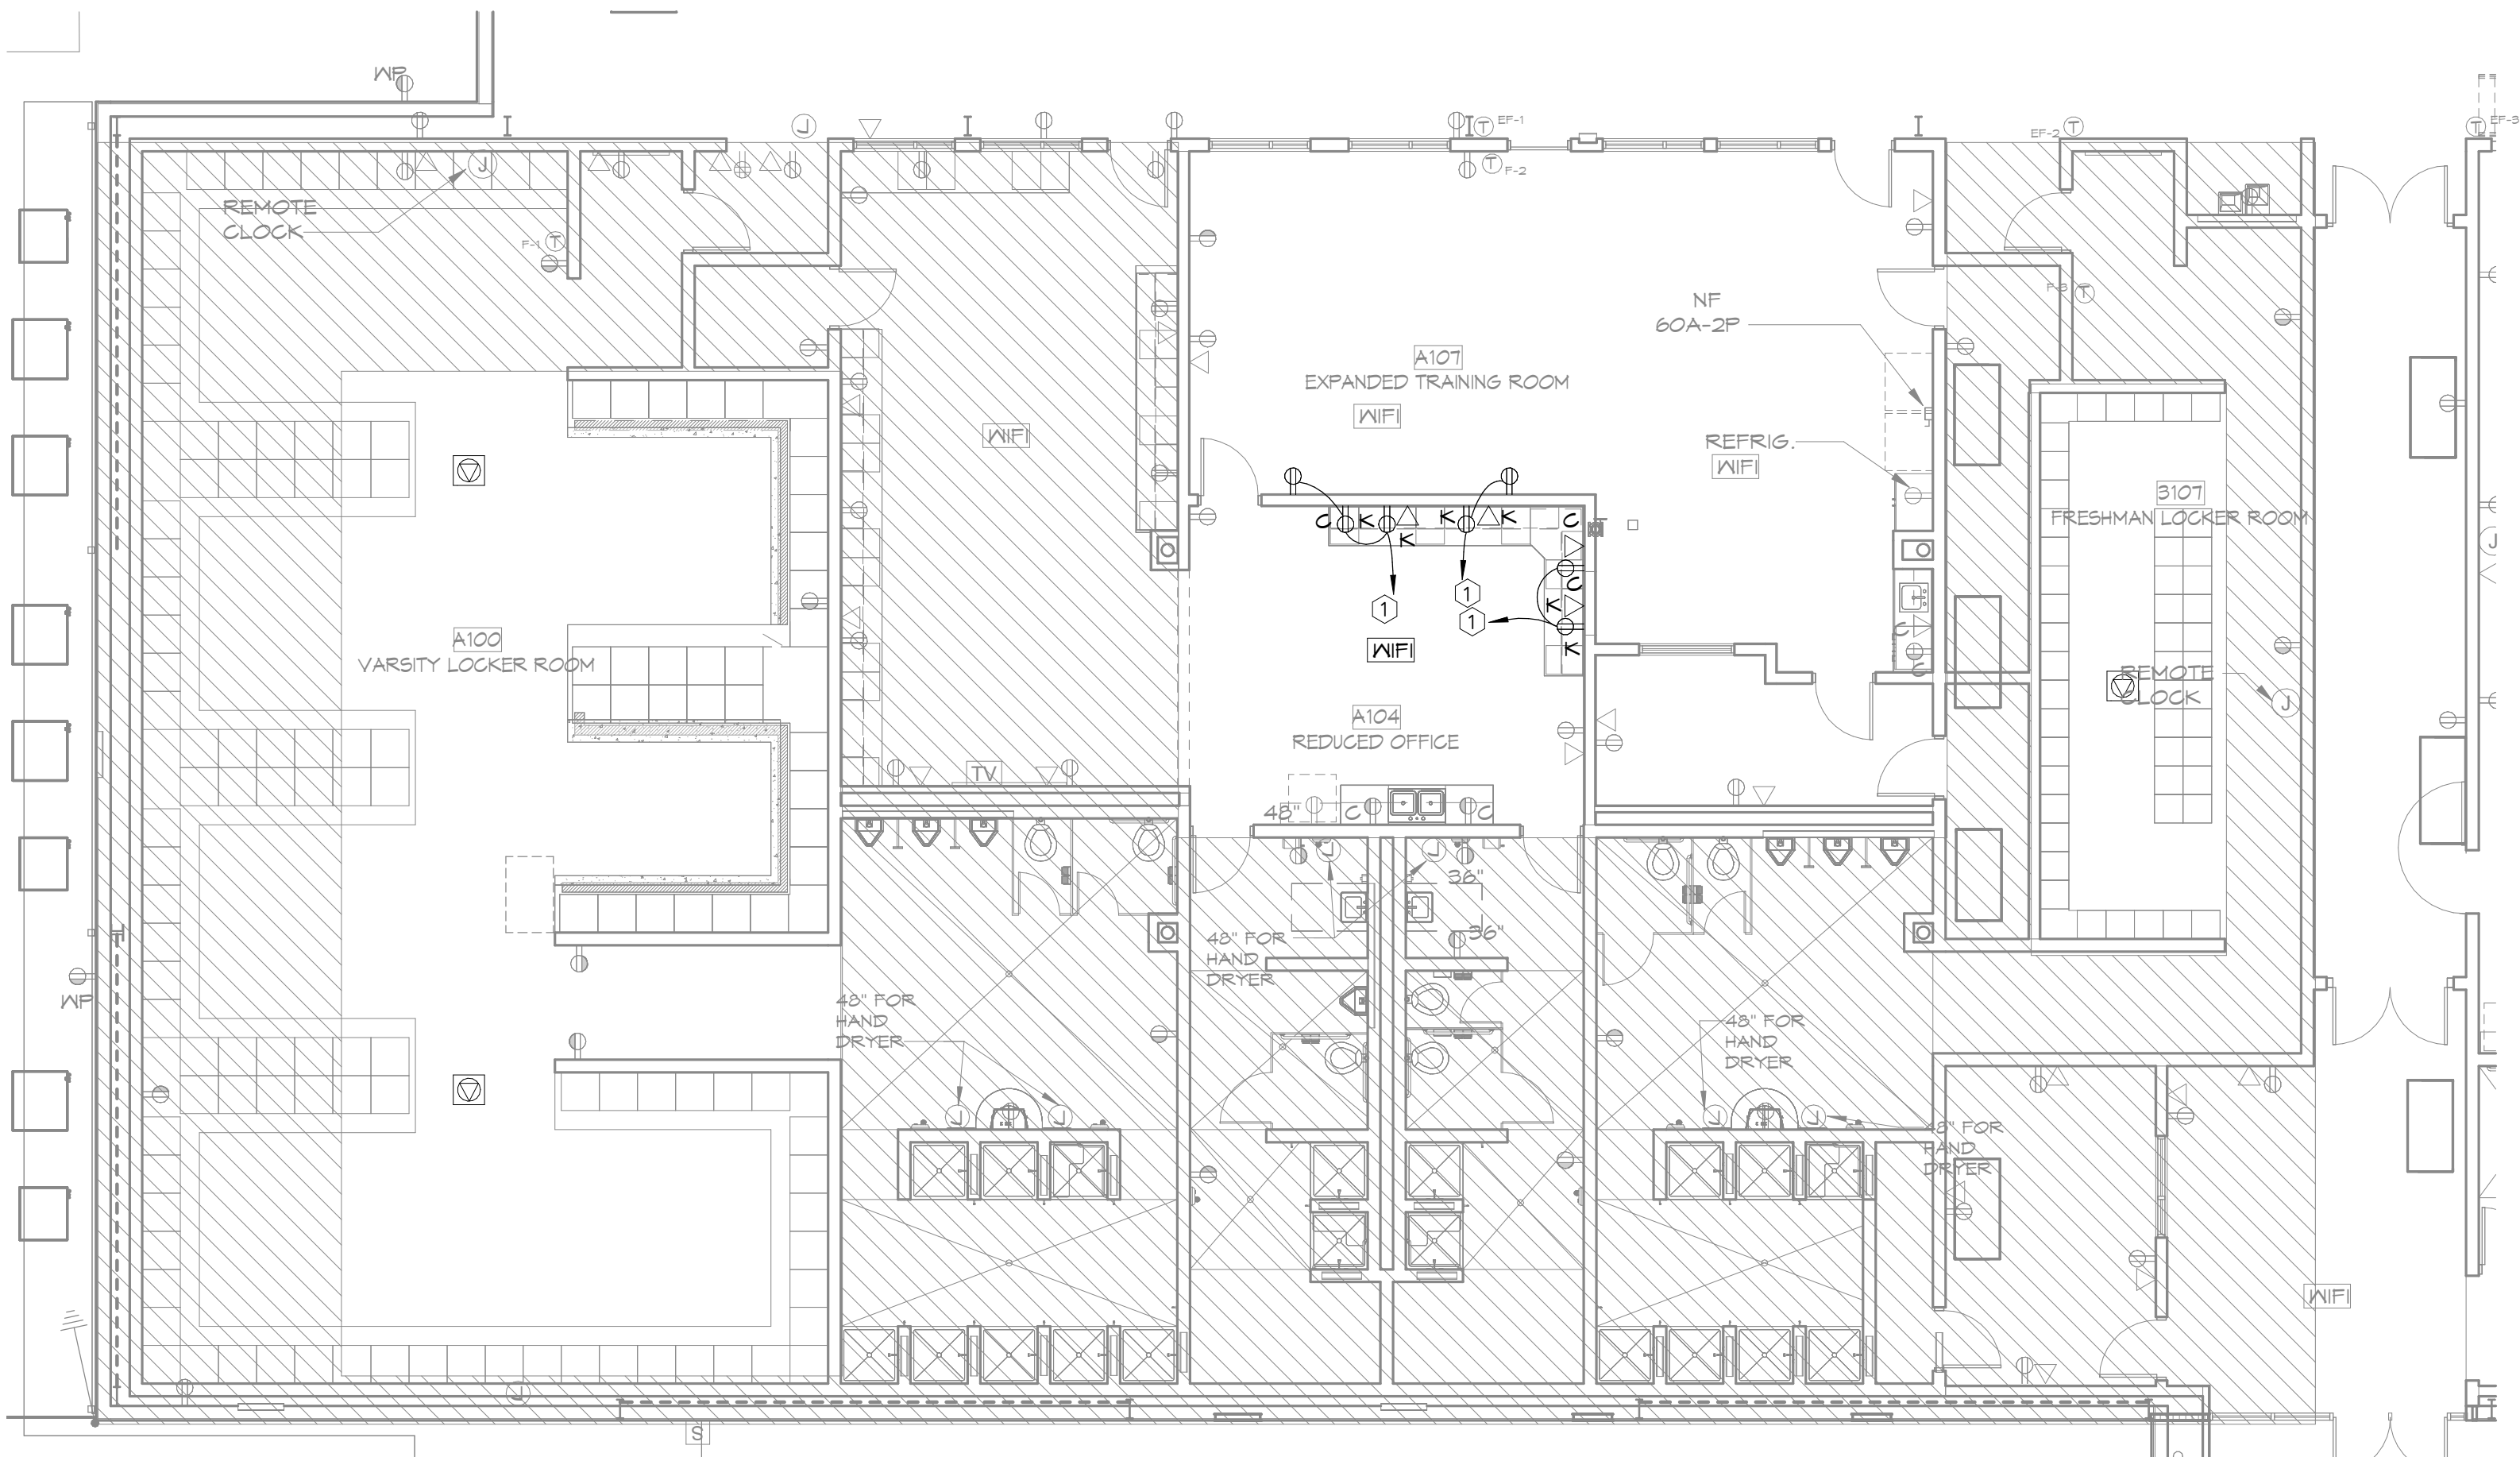 WP
J
T EF-1
EF-2 T
T EF-3
J
T F-2
REMOTE
CLOCK
F-1 T
F-3 T
NF
60A-2P
A107
EXPANDED TRAINING ROOM
WIFI
WIFI
REFRIG.
WIFI
3107
FRESHMAN LOCKER ROOM
C K K K C
K
J
C
1
1
K
1
C
A100
VARSITY LOCKER ROOM
WIFI
K
C
REMOTE
CLOCK
J
A104
REDUCED OFFICE
TV
48"
C
C
J
J
36"
36"
48" FOR
HAND
DRYER
WP
48" FOR
HAND
DRYER
48" FOR
HAND
DRYER
J
J
J
J
48" FOR
HAND
DRYER
WIFI
J
S